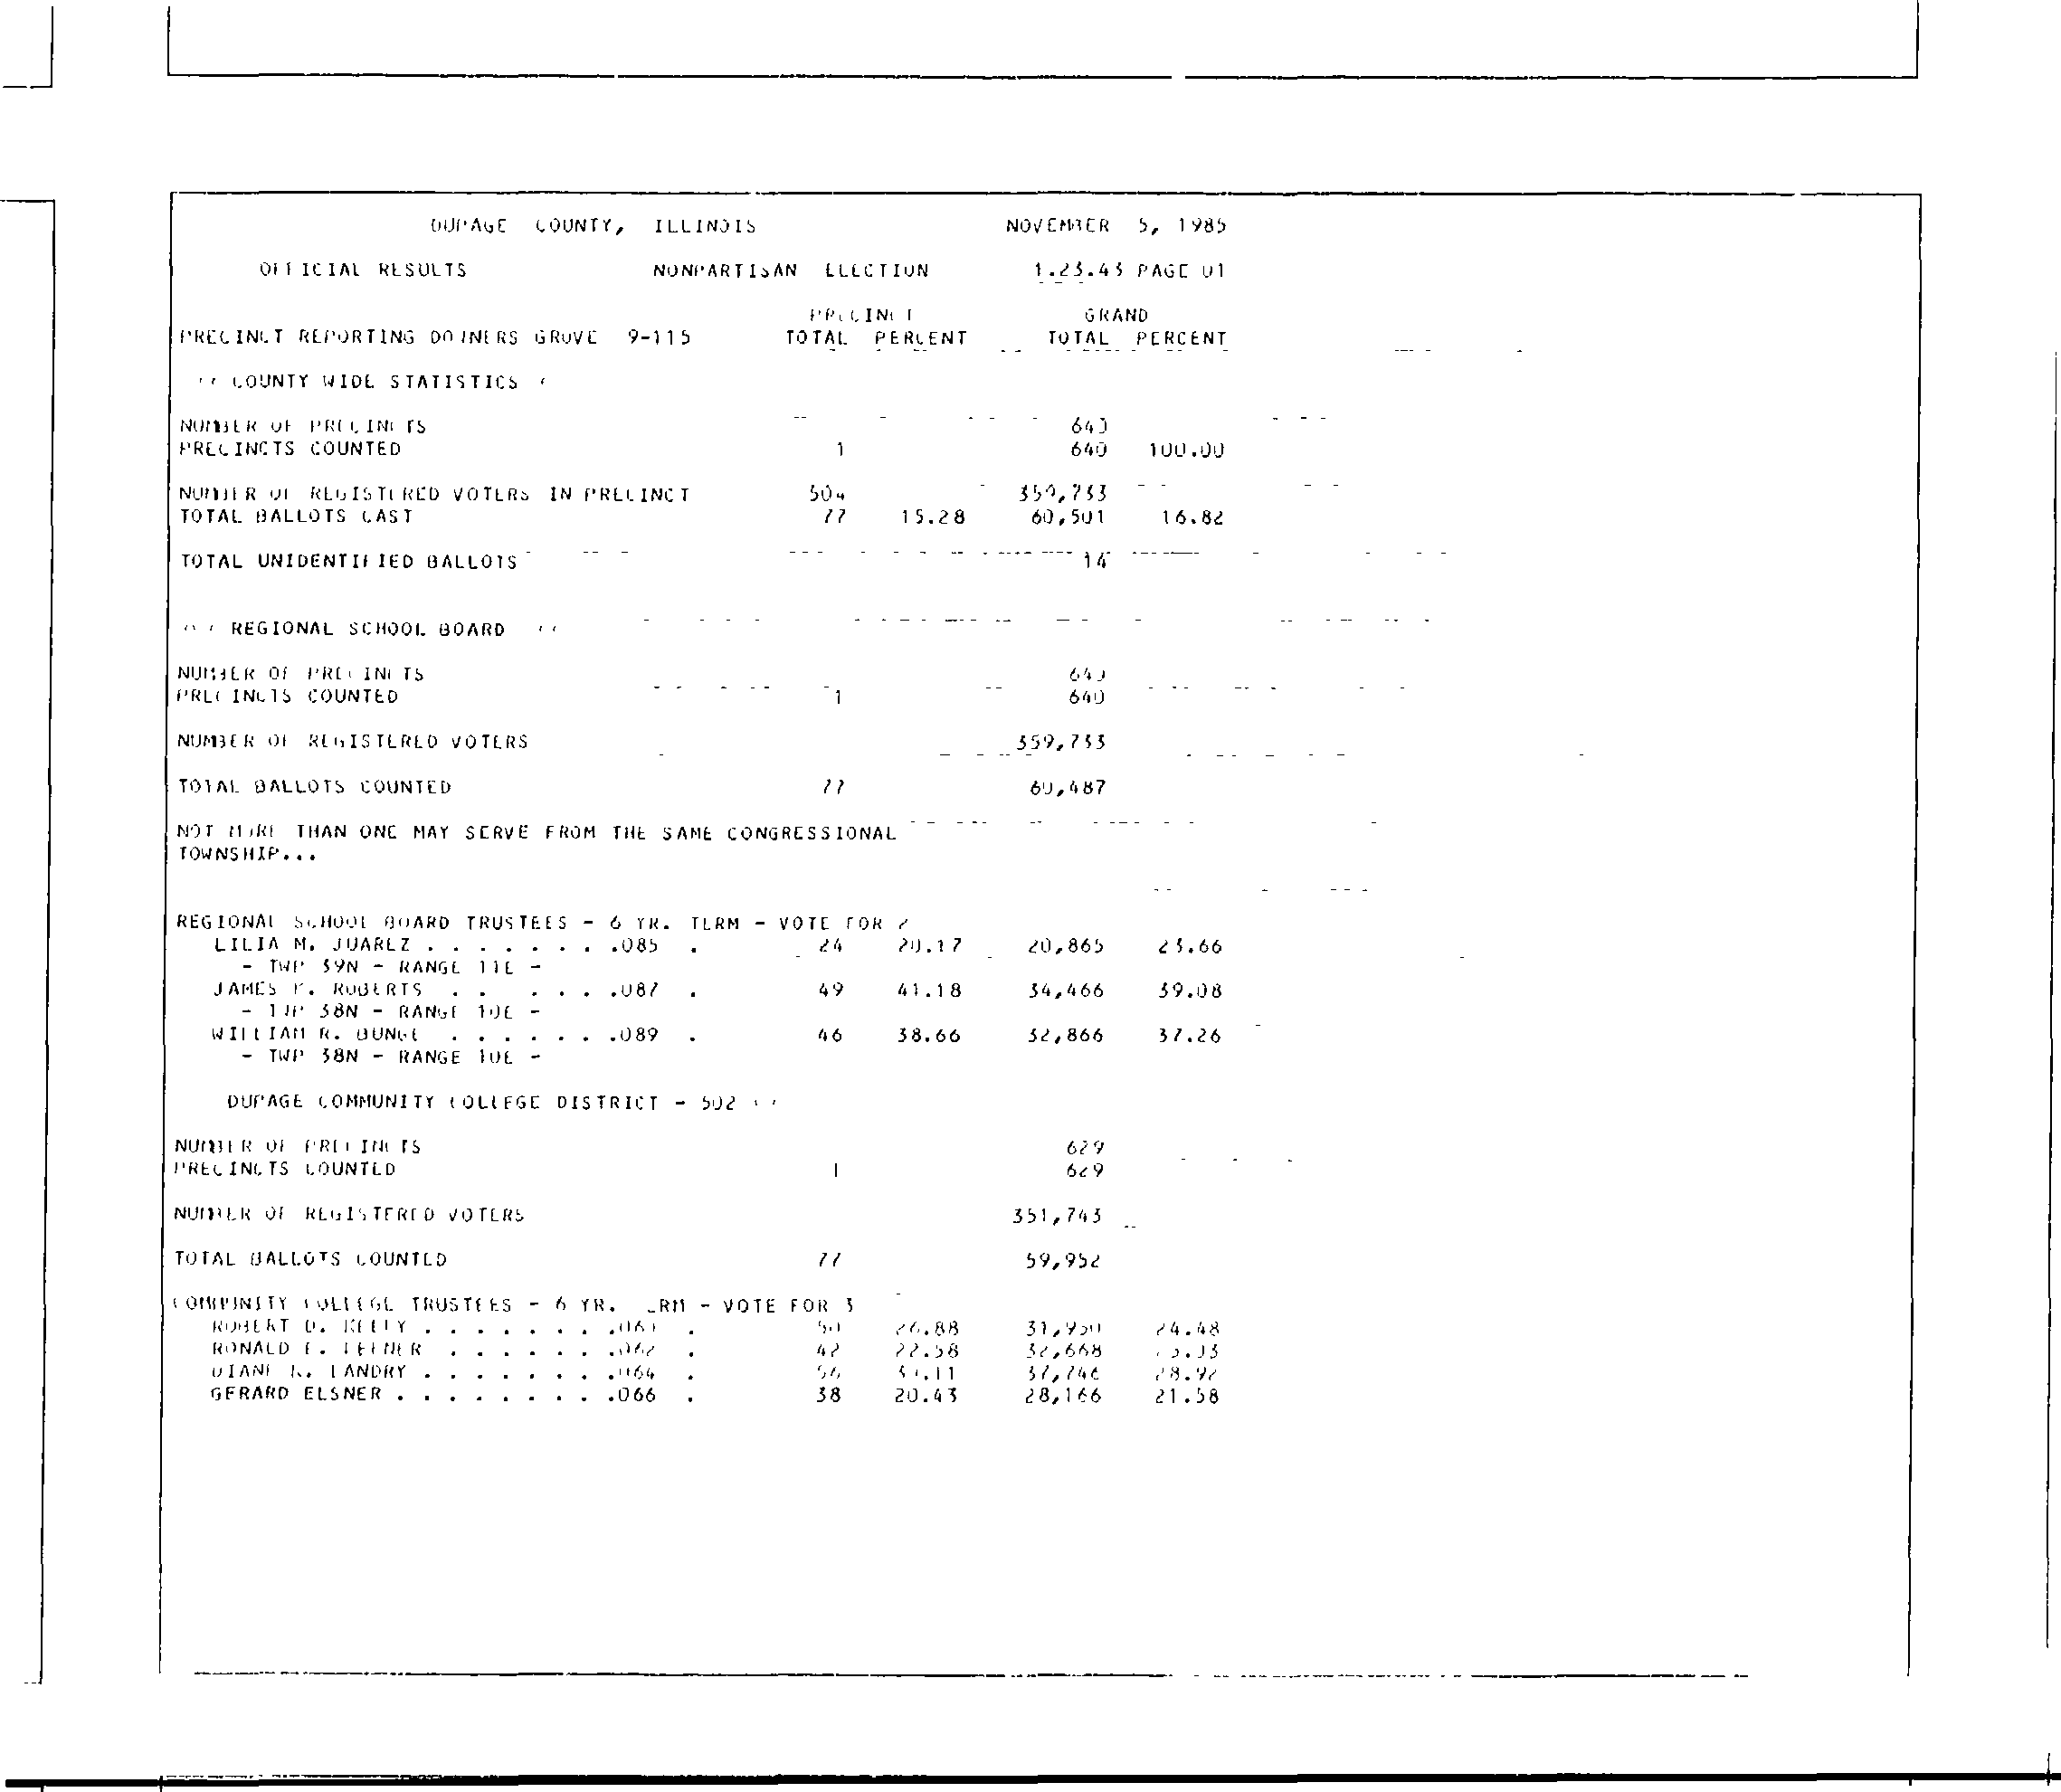 DUPAGE COUNTY, ILLINOIS NOVEMBER 5, 1985
OFFICIAL RESULTS NONPARTISAN ELECTION 1.23.43 PAGE 01
PRECINCT GRAND
PRECINCT REPORTING DOWNERS GROVE 9-115 TOTAL PERCENT TOTAL PERCENT
COUNTY WIDE STATISTICS
NUMBER OF PRECINCTS 640
PRECINCTS COUNTED 1 640 100.00
NUMBER OF REGISTERED VOTERS IN PRECINCT 504 359,733
TOTAL BALLOTS CAST 77 15.28 60,501 16.82
TOTAL UNIDENTIFIED BALLOTS 14
REGIONAL SCHOOL BOARD
NUMBER OF PRECINCTS 640
PRECINCTS COUNTED 1 640
NUMBER OF REGISTERED VOTERS 359,733
TOTAL BALLOTS COUNTED 77 60,487
NOT MORE THAN ONE MAY SERVE FROM THE SAME CONGRESSIONAL
TOWNSHIP...
REGIONAL SCHOOL BOARD TRUSTEES - 6 YR. TERM - VOTE FOR 2
LILIA M. JUAREZ . . . . . . . .085 . 24 20.17 20,865 23.66
- TWP 39N - RANGE 11E -
JAMES ROBERTS . . . . . . .087 . 49 41.18 34,466 39.08
- TWP 38N - RANGE 10E -
WILLIAM R. BUNGE . . . . . . .089 . 46 38.66 32,866 37.26
- TWP 38N - RANGE 10E -
DUPAGE COMMUNITY COLLEGE DISTRICT - 502
NUMBER OF PRECINCTS 629
PRECINCTS COUNTED 1 629
NUMBER OF REGISTERED VOTERS 351,743
TOTAL BALLOTS COUNTED 77 59,952
COMMUNITY COLLEGE TRUSTEES - 6 YR. TERM - VOTE FOR 3
ROBERT D. KELLY . . . . . . . . 50 26.88 31,950 24.48
RONALD E. . . . . . . .062 . 42 22.58 32,668 25.03
DIANE K. LANDRY . . . . . . . .064 . 56 30.11 37,746 28.92
GERARD ELSNER . . . . . . . . .066 . 38 20.43 28,166 21.58